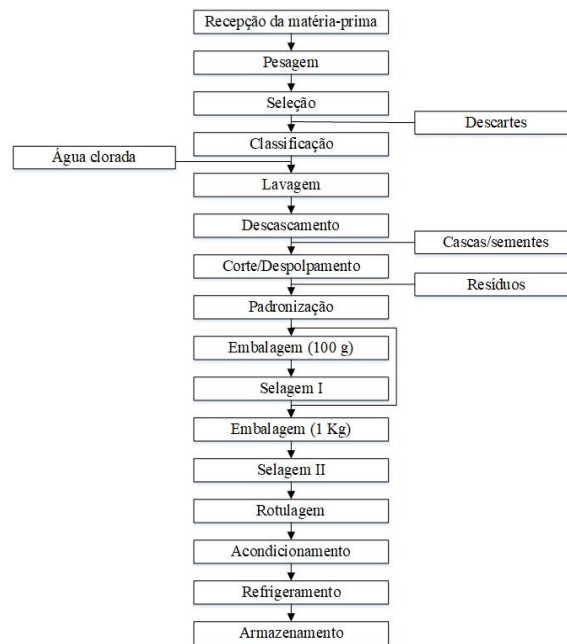 Recepção da matéria-prima
Pesagem
Seleção
Descartes
Classificação
Água clorada
Lavagem
Descascamento
Cascas/sementes
Corte/Despolpamento
Resíduos
Padronização
Embalagem (100 g)
Selagem I
Embalagem (1 Kg)
Selagem II
Rotulagem
Acondicionamento
Refrigeramento
Armazenamento